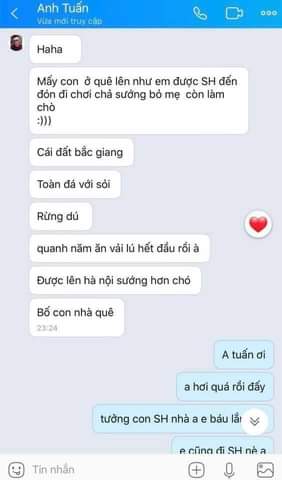 Anh Tuấn
Vừa mới truy cập
Haha
Mấy con ở quê lên như em được SH đến
đón đi chơi chả sướng bỏ mẹ còn làm
chò
:)))
Cái đất bắc giang
Toàn đá với sỏi
Rừng dú
quanh năm ăn vải lú hết đầu rồi à
Được lên hà nội sướng hơn chó
Bố con nhà quê
23:24
A tuấn ơi
a hơi quá rồi đấy
tưởng con SH nhà a e báu lắm
e cũng đi SH nè a
Tin nhắn